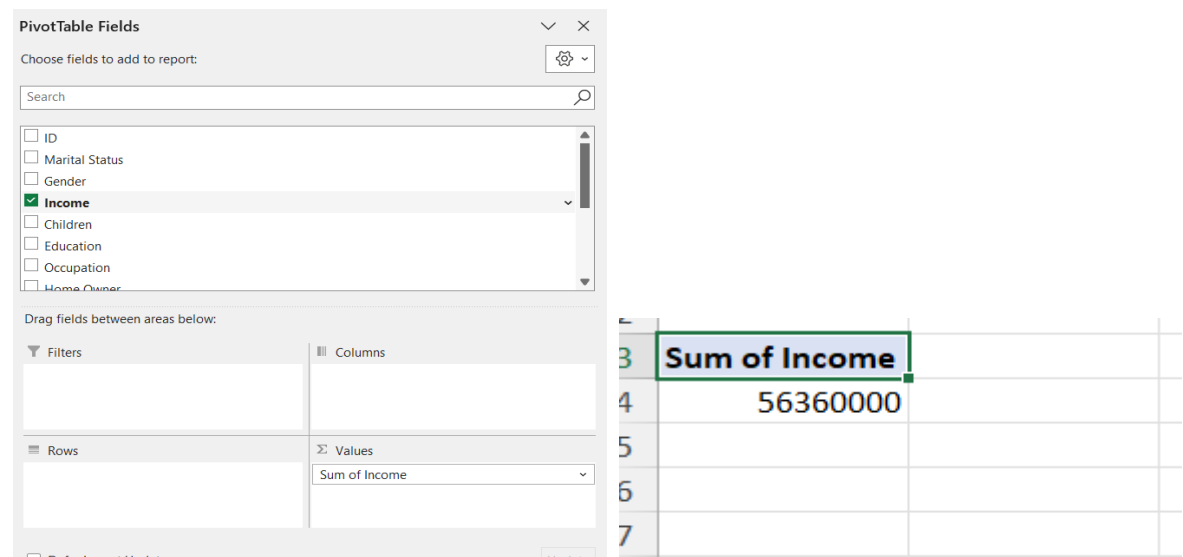 PivotTable Fields
Choose fields to add to report:
Search
ID
Marital Status
Gender
Income
Children
Education
Occupation
Home Owner
Drag fields between areas below:
Filters
Columns
Rows
Σ Values
Sum of Income
3 Sum of Income
4 56360000
5
6
7